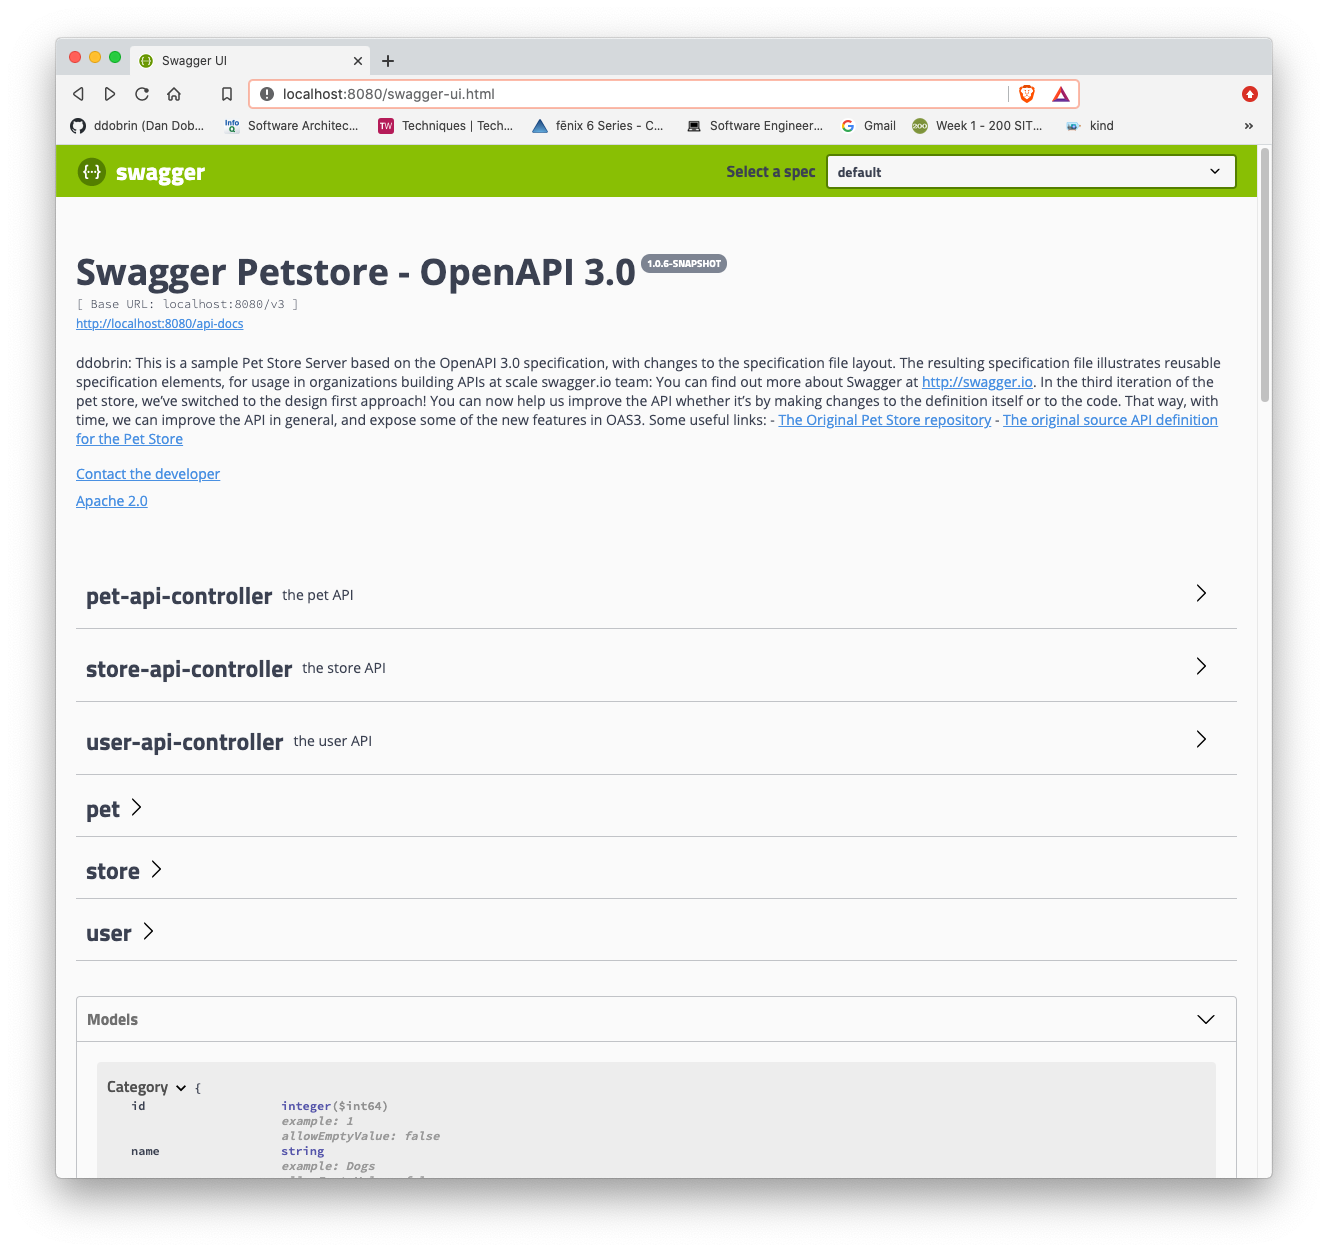 Swagger UI
localhost:8080/swagger-ui.html
ddobrin (Dan Dob... Info Q Software Architec... TW Techniques | Tech... fēnix 6 Series - C... Software Engineer... G Gmail 200 Week 1 - 200 SIT... kind »
{··} swagger Select a spec default
Swagger Petstore - OpenAPI 3.0 1.0.6-SNAPSHOT
[ Base URL: localhost:8080/v3 ]
http://localhost:8080/api-docs
ddobrin: This is a sample Pet Store Server based on the OpenAPI 3.0 specification, with changes to the specification file layout. The resulting specification file illustrates reusable
specification elements, for usage in organizations building APIs at scale swagger.io team: You can find out more about Swagger at http://swagger.io. In the third iteration of the
pet store, we’ve switched to the design first approach! You can now help us improve the API whether it’s by making changes to the definition itself or to the code. That way, with
time, we can improve the API in general, and expose some of the new features in OAS3. Some useful links: - The Original Pet Store repository - The original source API definition
for the Pet Store
Contact the developer
Apache 2.0
pet-api-controller the pet API
store-api-controller the store API
user-api-controller the user API
pet
store
user
Models
Category {
id integer($int64)
example: 1
allowEmptyValue: false
name string
example: Dogs